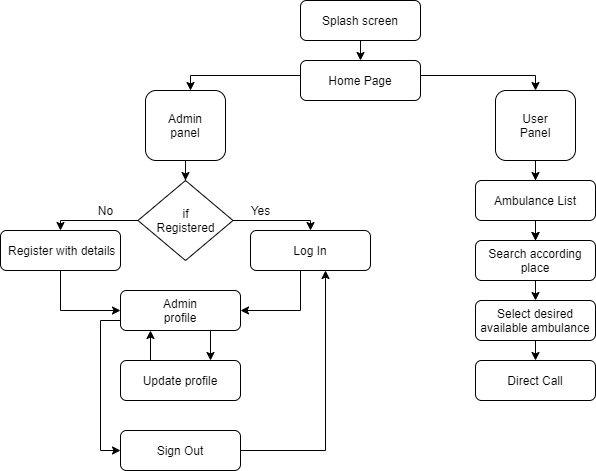 Splash screen
Home Page
Admin
panel
User
Panel
if
Registered
No
Yes
Ambulance List
Register with details
Log In
Search according
place
Admin
profile
Select desired
available ambulance
Update profile
Direct Call
Sign Out